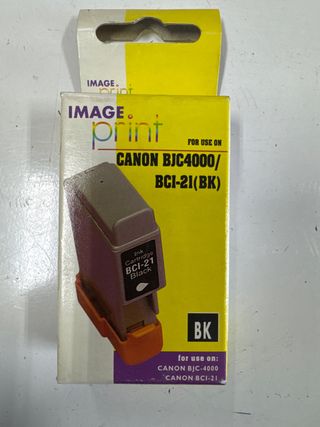 IMAGE
print
IMAGE
print
FOR USE ON
CANON BJC4000/
BCI-21(BK)
Ink
Cartridge
BCI-21
Black
BK
for use on:
CANON BJC-4000
CANON BCI-21